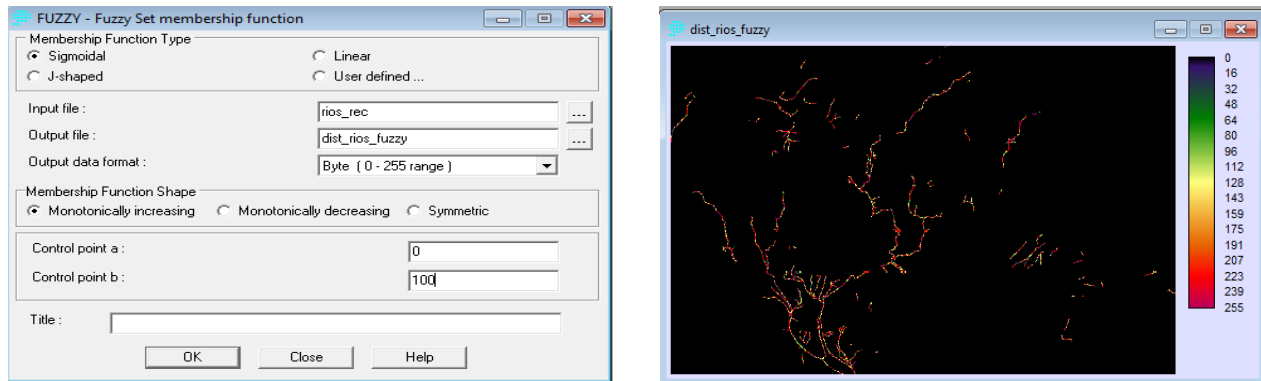 FUZZY - Fuzzy Set membership function
Membership Function Type
Sigmoidal Linear
J-shaped User defined ...
Input file : rios_rec ...
Output file : dist_rios_fuzzy ...
Output data format : Byte ( 0 - 255 range )
Membership Function Shape
Monotonically increasing Monotonically decreasing Symmetric
Control point a : 0
Control point b : 100
Title :
OK Close Help
dist_rios_fuzzy
0
16
32
48
64
80
96
112
128
143
159
175
191
207
223
239
255